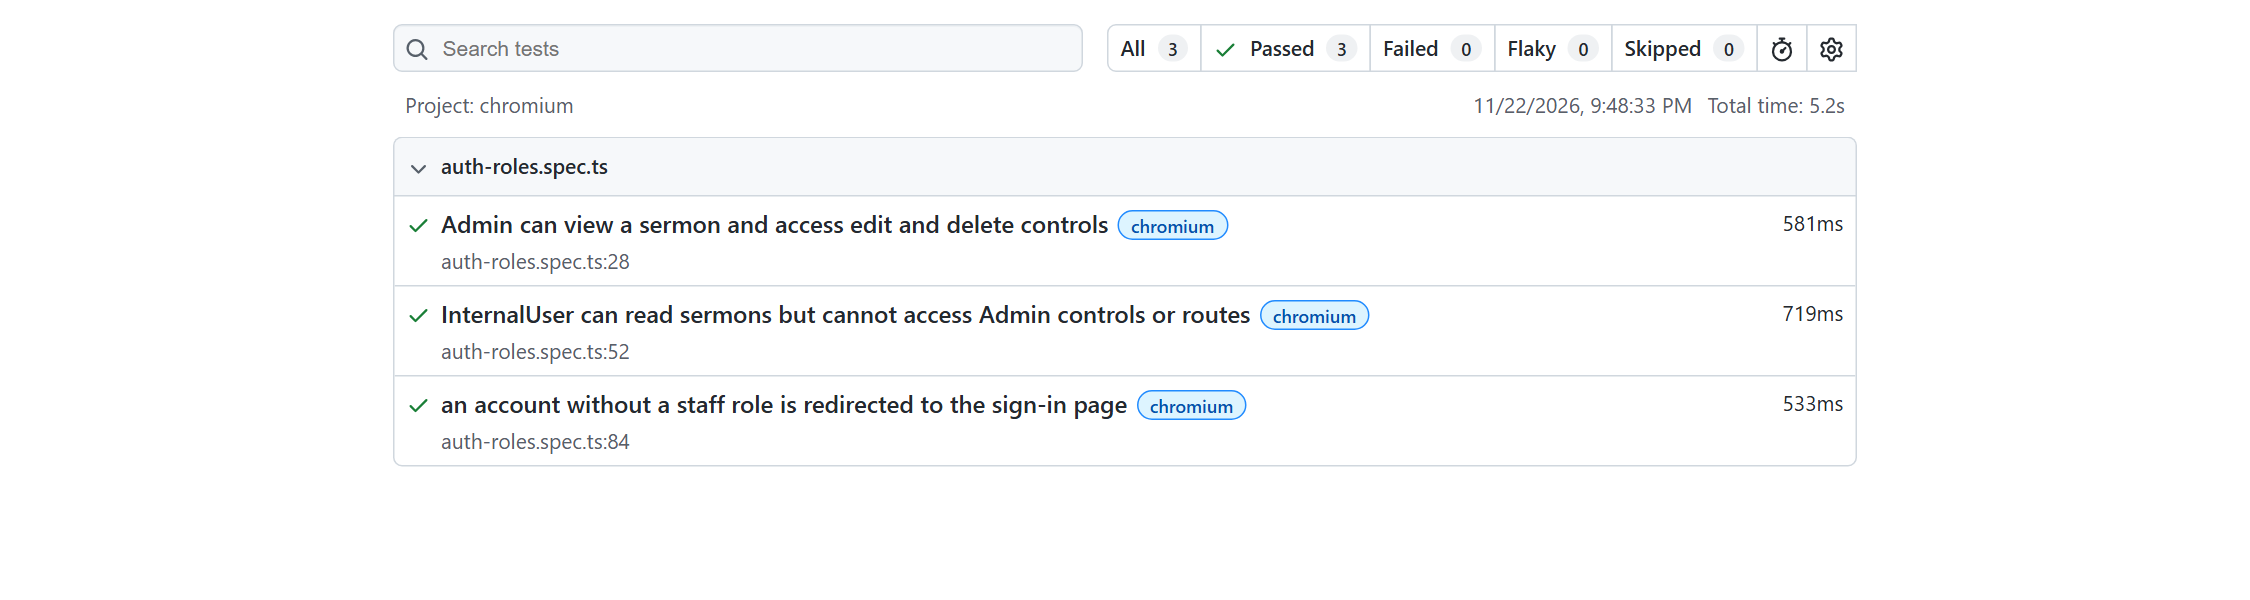 Search tests
All 3 Passed 3 Failed 0 Flaky 0 Skipped 0
Project: chromium 11/22/2026, 9:48:33 PM Total time: 5.2s
auth-roles.spec.ts
Admin can view a sermon and access edit and delete controls chromium 581ms
auth-roles.spec.ts:28
InternalUser can read sermons but cannot access Admin controls or routes chromium 719ms
auth-roles.spec.ts:52
an account without a staff role is redirected to the sign-in page chromium 533ms
auth-roles.spec.ts:84